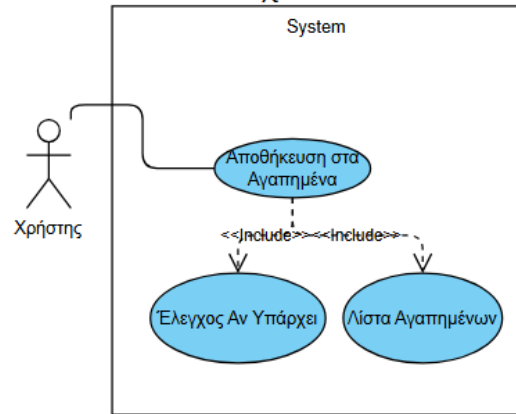 System
Αποθήκευση στα
Αγαπημένα
Χρήστης
<<Include>>
<<Include>>
Έλεγχος Αν Υπάρχει
Λίστα Αγαπημένων